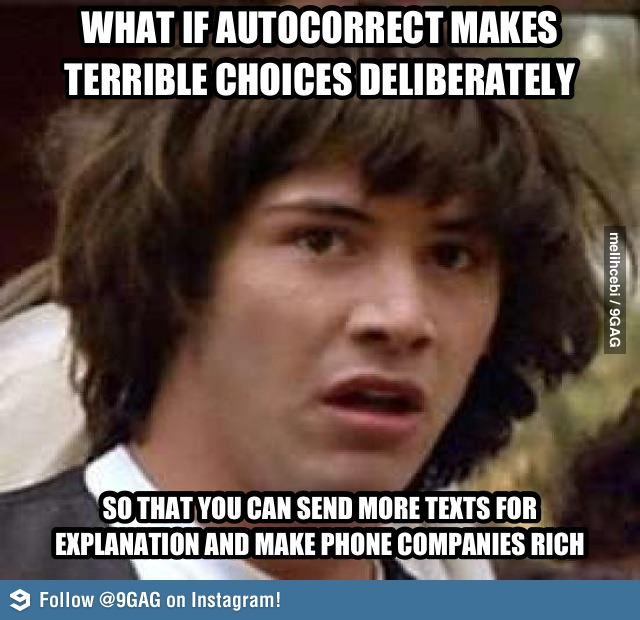 WHAT IF AUTOCORRECT MAKES
TERRIBLE CHOICES DELIBERATELY
melihcebi / 9GAG
SO THAT YOU CAN SEND MORE TEXTS FOR
EXPLANATION AND MAKE PHONE COMPANIES RICH
Follow @9GAG on Instagram!